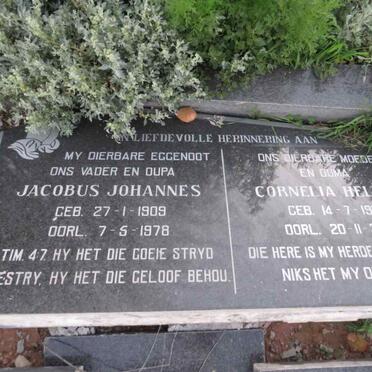 IN LIEFDEVOLLE HERINNERING AAN
MY DIERBARE EGGENOOT
ONS VADER EN OUPA
JACOBUS JOHANNES
GEB. 27-1-1909
OORL. 7-5-1978
TIM. 4:7. HY HET DIE GOEIE STRYD
HY HET DIE GELOOF BEHOU.
ONS DIERBARE
EN OUMA
CORNELIA
GEB. 14-7-
OORL. 20-11-
DIE HERE IS MY
NIKS HET MY